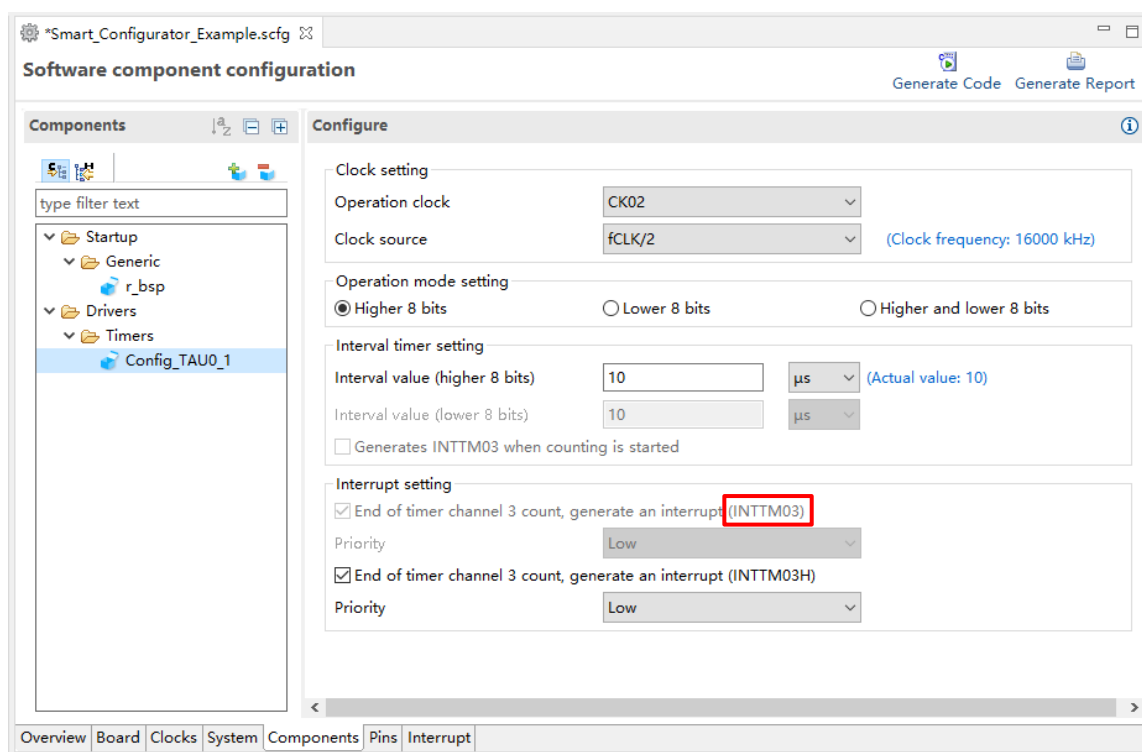 *Smart_Configurator_Example.scfg
Software component configuration
Generate Code Generate Report
Components
Configure
type filter text
Startup
Generic
r_bsp
Drivers
Timers
Config_TAU0_1
Clock setting
Operation clock CK02
Clock source fCLK/2 (Clock frequency: 16000 kHz)
Operation mode setting
Higher 8 bits Lower 8 bits Higher and lower 8 bits
Interval timer setting
Interval value (higher 8 bits) 10 μs (Actual value: 10)
Interval value (lower 8 bits) 10 μs
Generates INTTM03 when counting is started
Interrupt setting
End of timer channel 3 count, generate an interrupt (INTTM03)
Priority Low
End of timer channel 3 count, generate an interrupt (INTTM03H)
Priority Low
Overview Board Clocks System Components Pins Interrupt